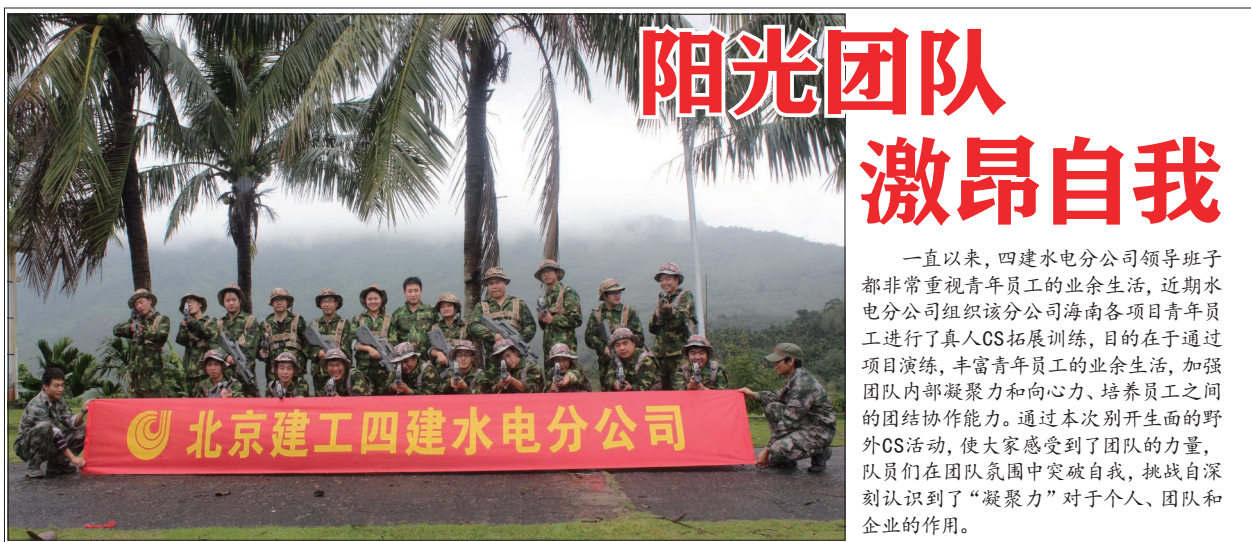 阳光团队
激昂自我
一直以来，四建水电分公司领导班子
都非常重视青年员工的业余生活，近期水
电分公司组织该分公司海南各项目青年员
工进行了真人CS拓展训练，目的在于通过
项目演练，丰富青年员工的业余生活，加强
团队内部凝聚力和向心力、培养员工之间
的团结协作能力。通过本次别开生面的野
外CS活动，使大家感受到了团队的力量，
队员们在团队氛围中突破自我，挑战自深
刻认识到了“凝聚力”对于个人、团队和
企业的作用。
北京建工四建水电分公司